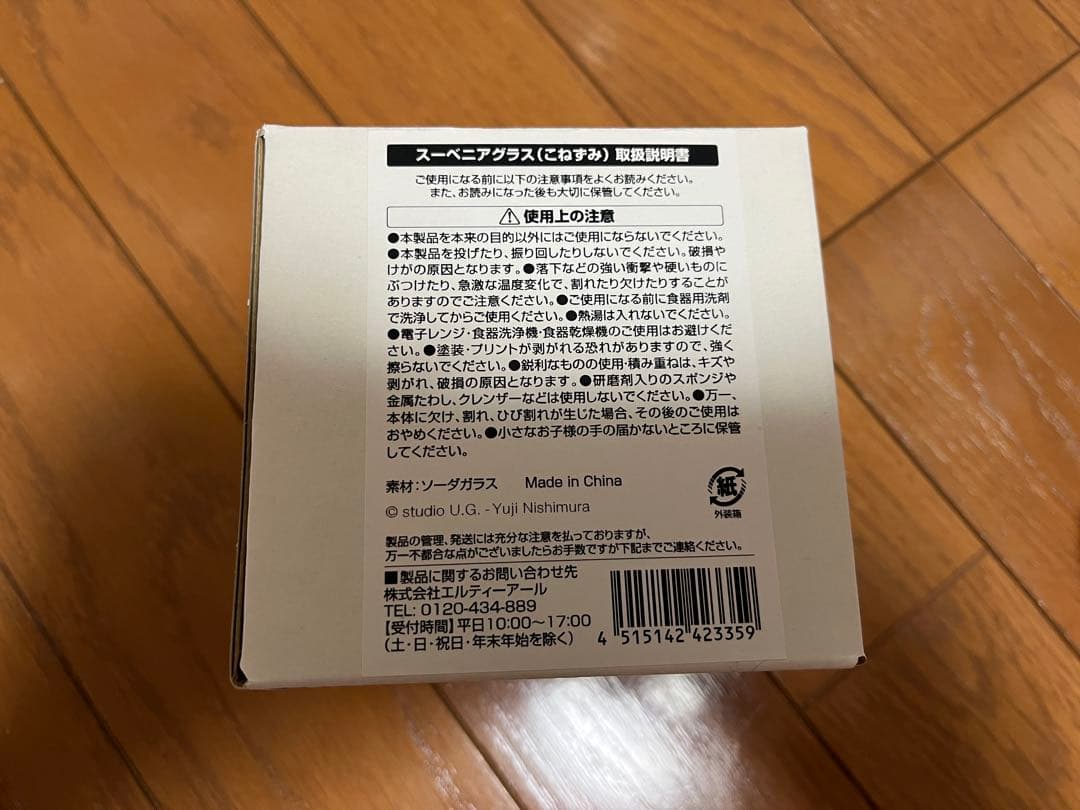 スーベニアグラス(こねずみ) 取扱説明書
ご使用になる前に以下の注意事項をよくお読みください。
また、お読みになった後も大切に保管してください。
⚠使用上の注意
●本製品を本来の目的以外にはご使用にならないでください。
●本製品を投げたり、振り回したりしないでください。破損や
けがの原因となります。●落下などの強い衝撃や硬いものに
ぶつけたり、急激な温度変化で、割れたり欠けたりすることが
ありますのでご注意ください。●ご使用になる前に食器用洗剤
で洗浄してからご使用ください。●熱湯は入れないでください。
●電子レンジ・食器洗浄機・食器乾燥機のご使用はお避けくだ
さい。●塗装・プリントが剥がれる恐れがありますので、強く
擦らないでください。●鋭利なものの使用・積み重ねは、キズや
剥がれ、破損の原因となります。●研磨剤入りのスポンジや
金属たわし、クレンザーなどは使用しないでください。●万一、
本体に欠け、割れ、ひび割れが生じた場合、その後のご使用は
おやめください。●小さなお子様の手の届かないところに保管
してください。
素材:ソーダガラス Made in China
© studio U.G. - Yuji Nishimura
紙
外装箱
製品の管理、発送には充分な注意を払っておりますが、
万一不都合な点がございましたらお手数ですが下記までご連絡ください。
■製品に関するお問い合わせ先
株式会社エルティーアール
TEL: 0120-434-889
【受付時間】平日10:00〜17:00
(土・日・祝日・年末年始を除く)
4 515142 423359